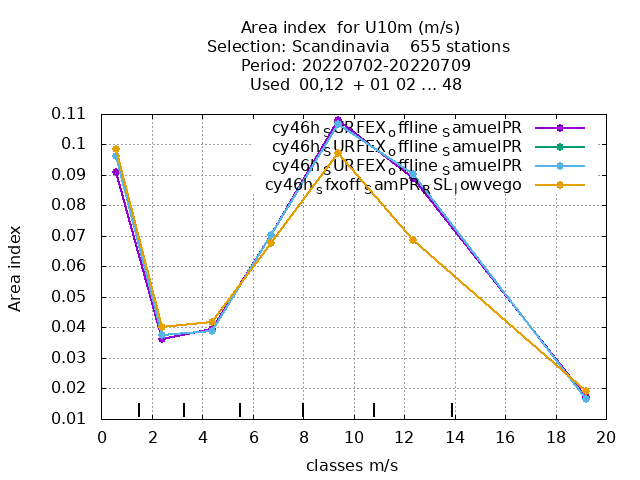 Area index  for U10m (m/s)
Selection: Scandinavia    655 stations
Period: 20220702-20220709
Used  00,12  + 01 02 ... 48
0.11
0.1
0.09
0.08
0.07
0.06
0.05
0.04
0.03
0.02
0.01
Area index
cy46h_SURFEX_offline_SamuelPR
cy46h_SURFEX_offline_SamuelPR
cy46h_SURFEX_offline_SamuelPR
cy46h_sfxoff_SamPR_RSL_lowvego
0 2 4 6 8 10 12 14 16 18 20
classes m/s